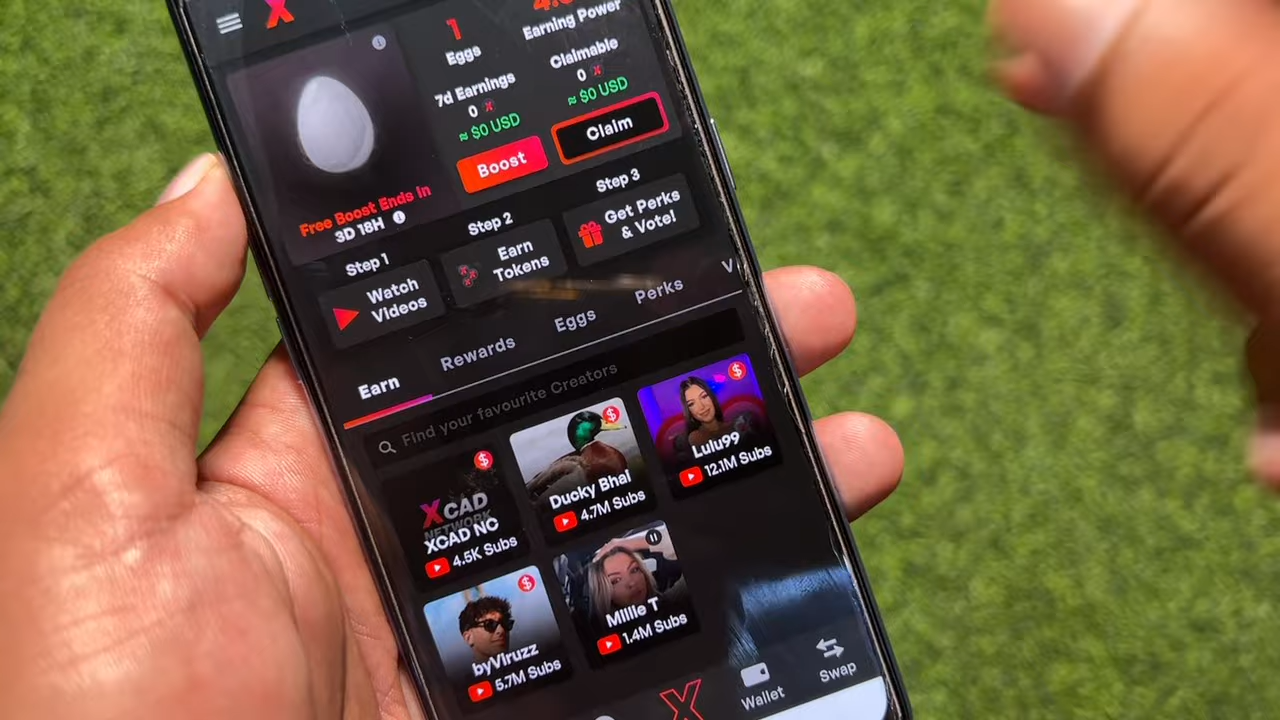 X
1
Eggs
Earning Power
7d Earnings
0
≈ $0 USD
Claimable
0
≈ $0 USD
Boost
Claim
Free Boost Ends In
3D 18H
Step 1
Watch
Videos
Step 2
Earn
Tokens
Step 3
Get Perks
& Vote!
Earn
Rewards
Eggs
Perks
V
Find your favourite Creators
XCAD
NETWORK
XCAD NC
4.5K Subs
Ducky Bhai
4.7M Subs
Lulu99
12.1M Subs
byViruzz
5.7M Subs
Millie T
1.4M Subs
X
Wallet
Swap